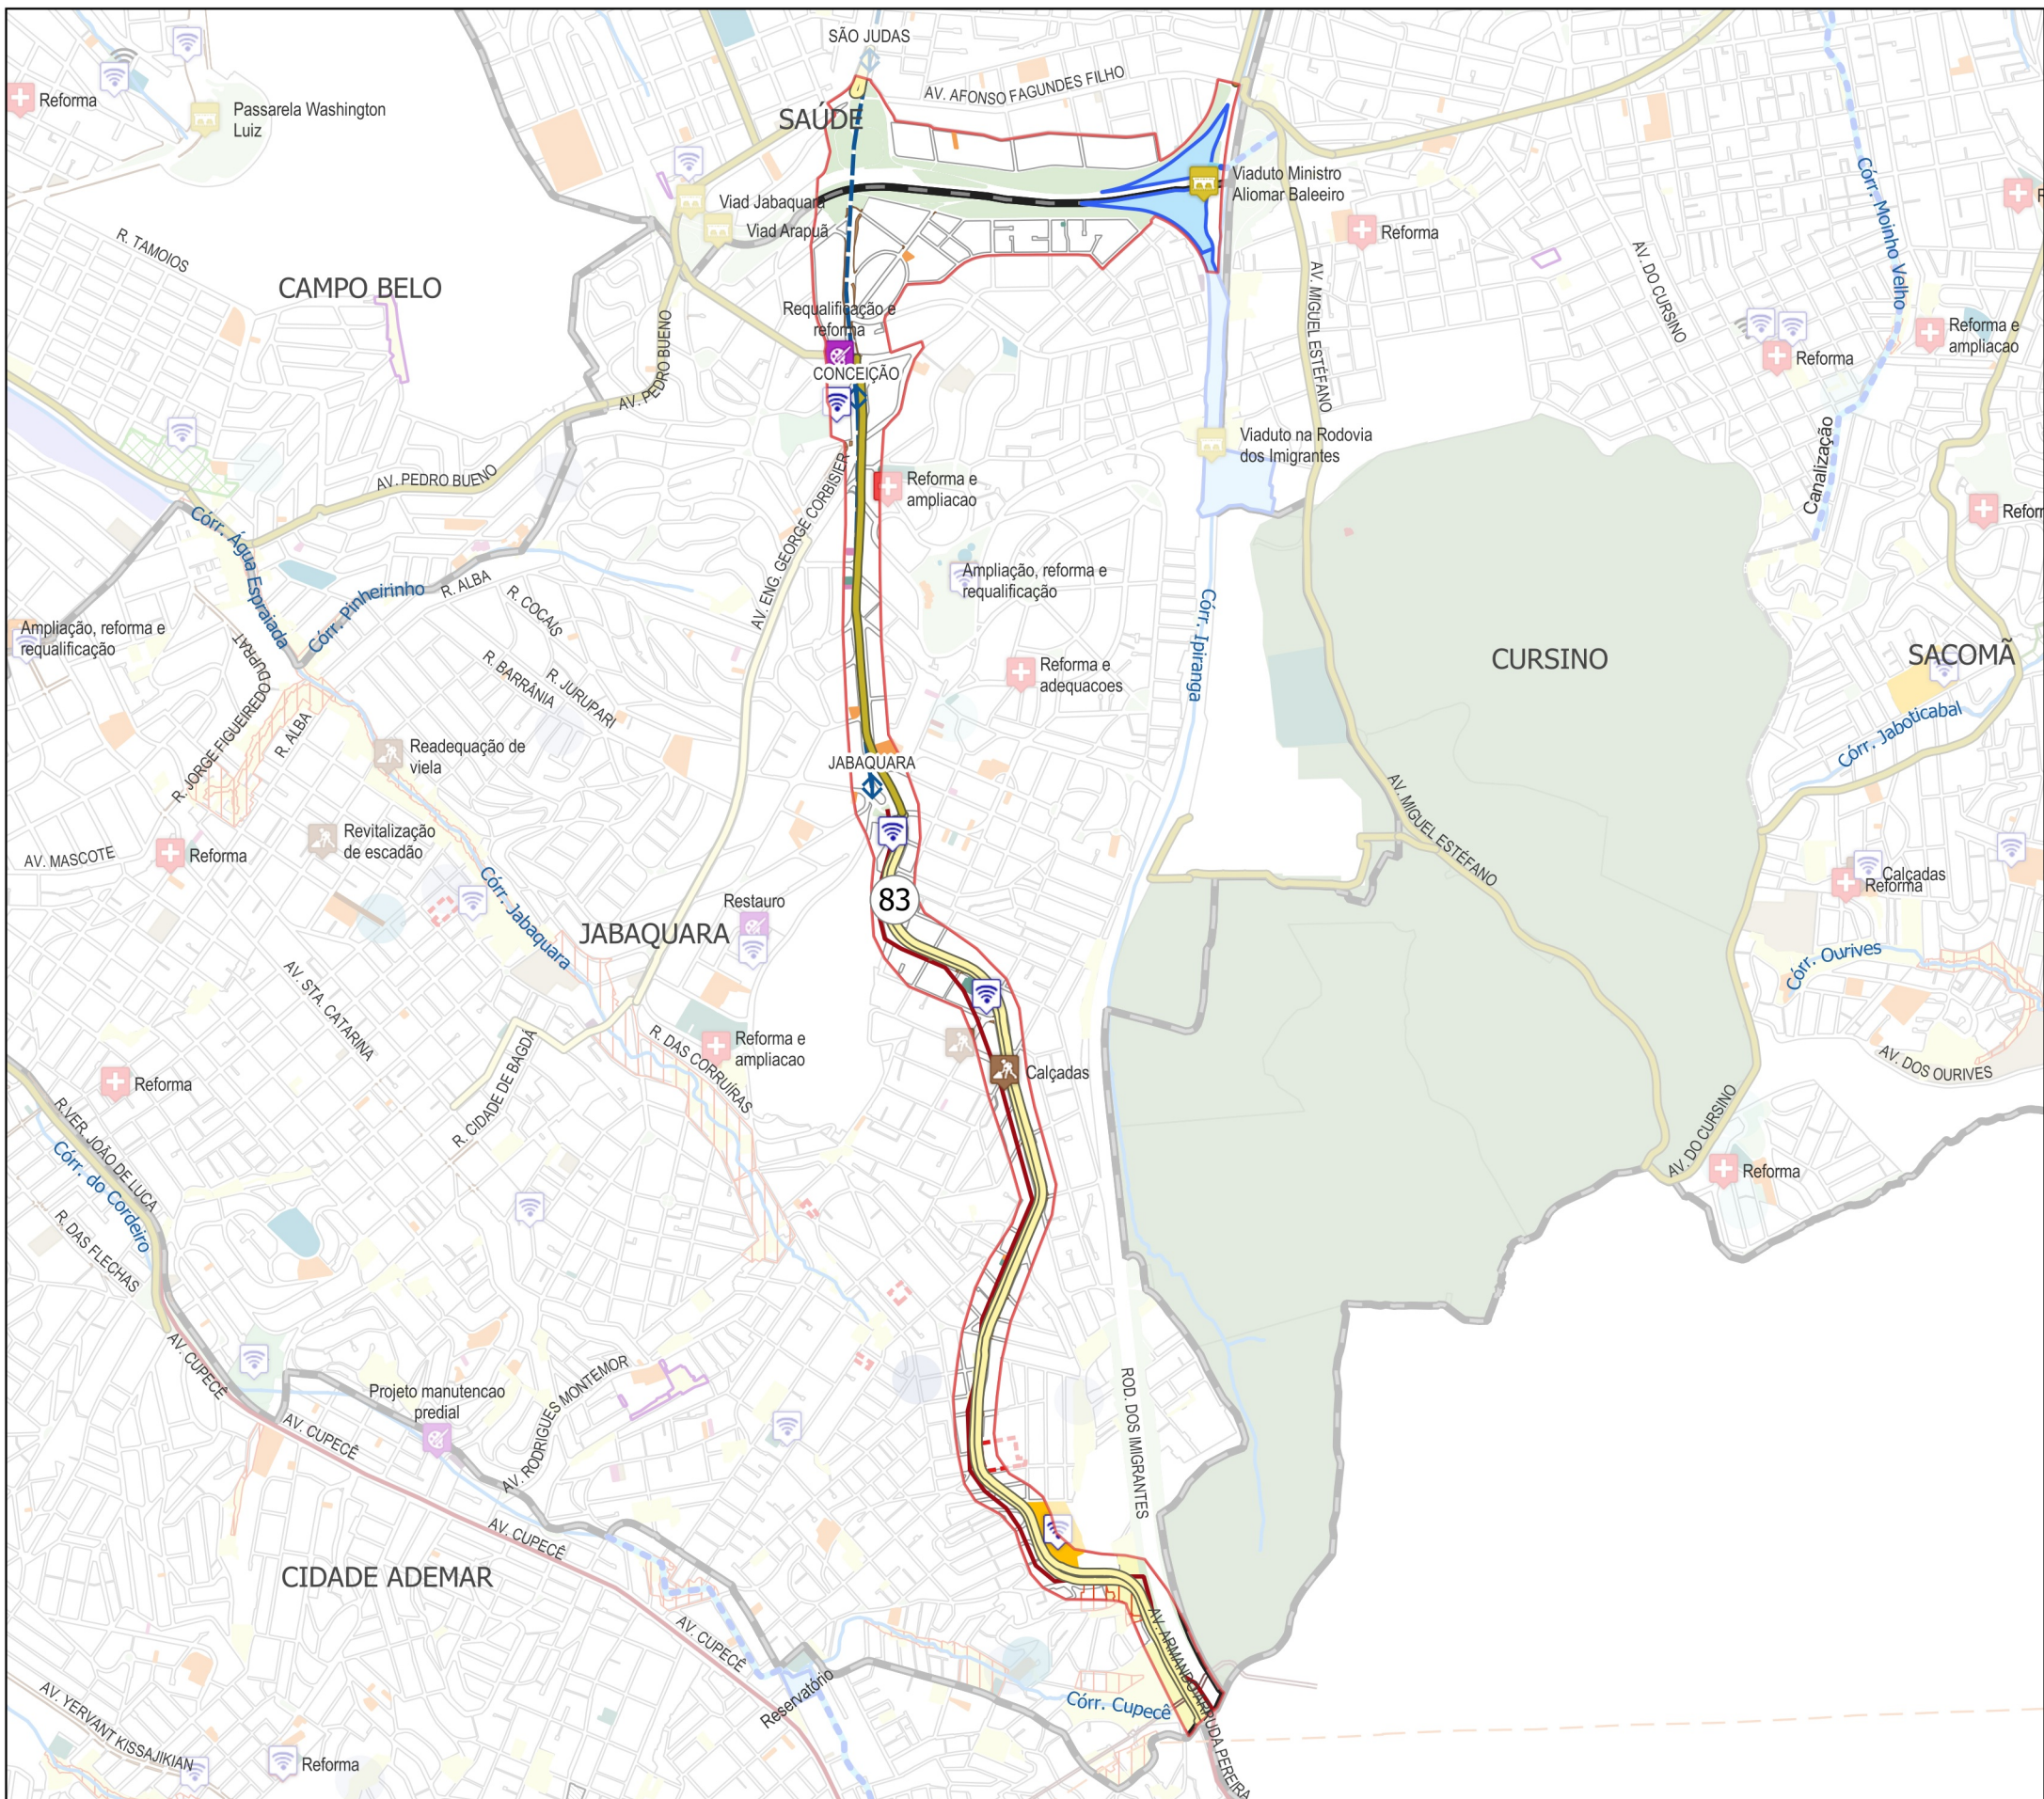 SÃO JUDAS
AV. AFONSO FAGUNDES FILHO
Reforma
Passarela Washington
Luiz
SAÚDE
Viaduto Ministro
Aliomar Baleeiro
Córr. Moinho Velho
Viad Jabaquara
Viad Arapuã
Reforma
R. TAMOIOS
CAMPO BELO
AV. DO CURSINO
AV. MIGUEL ESTÉFANO
Requalificação e
reforma
CONCEIÇÃO
AV. PEDRO BUENO
Reforma e
ampliacao
Reforma
Viaduto na Rodovia
dos Imigrantes
Canalização
AV. PEDRO BUENO
AV. ENG. GEORGE CORBISIER
Reforma e
ampliacao
Refor
Córr. Água Espraiada
Córr. Pinheirinho
R. ALBA
R. COCAIS
Ampliação, reforma e
requalificação
Córr. Ipiranga
Ampliação, reforma e
requalificação
R. JORGE FIGUEIREDO DUPRAT
R. BARRÂNIA
R. JURUPARI
Reforma e
adequacoes
CURSINO
SACOMÃ
Córr. Jaboticabal
R. ALBA
Readequação de
viela
JABAQUARA
AV. MIGUEL ESTÉFANO
Revitalização
de escadão
AV. MASCOTE
Reforma
Calçadas
Reforma
83
Restauro
Córr. Jabaquara
JABAQUARA
Córr. Ourives
AV. STA. CATARINA
R. DAS CORRUÍRAS
Reforma e
ampliacao
Calçadas
AV. DOS OURIVES
Reforma
R. CIDADE DE BAGDÁ
R.VER. JOÃO DE LUCA
Córr. do Cordeiro
R. DAS FLECHAS
AV. DO CURSINO
Reforma
AV. CUPECÊ
Projeto manutencao
predial
AV. RODRIGUES MONTEMOR
ROD. DOS IMIGRANTES
AV. CUPECÊ
AV. CUPECÊ
CIDADE ADEMAR
AV. CUPECÊ
AV. ARMANDO ARRUDA PEREIRA
Reservatório
Córr. Cupecê
AV. YERVANT KISSAJIKIAN
Reforma